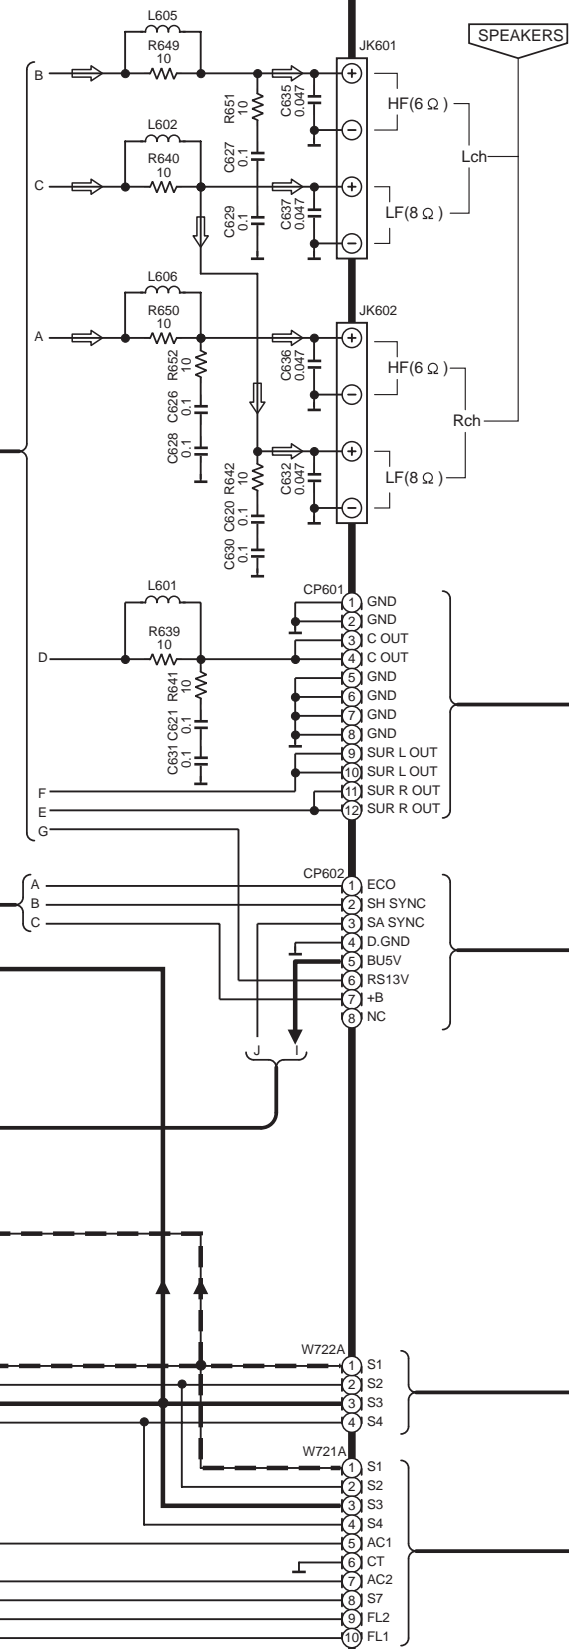 L605
R649
10
JK601
SPEAKERS
B
R651
10
C635
0.047
+
HF(6 Ω)
L602
R640
10
C627
0.1
−
Lch
C
C629
0.1
C637
0.047
+
LF(8 Ω)
−
L606
R650
10
JK602
A
R652
10
C636
0.047
+
HF(6 Ω)
C626
0.1
−
Rch
C628
0.1
R642
10
C632
0.047
+
LF(8 Ω)
C620
0.1
−
C630
0.1
L601
CP601
1 GND
2 GND
R639
10
3 C OUT
D
4 C OUT
R641
10
5 GND
6 GND
C621
0.1
7 GND
8 GND
C631
0.1
9 SUR L OUT
10 SUR L OUT
F
11 SUR R OUT
E
12 SUR R OUT
G
CP602
A
1 ECO
B
2 SH SYNC
C
3 SA SYNC
4 D.GND
5 BU5V
6 RS13V
7 +B
8 NC
J
I
W722A
1 S1
2 S2
3 S3
4 S4
W721A
1 S1
2 S2
3 S3
4 S4
5 AC1
6 CT
7 AC2
8 S7
9 FL2
10 FL1